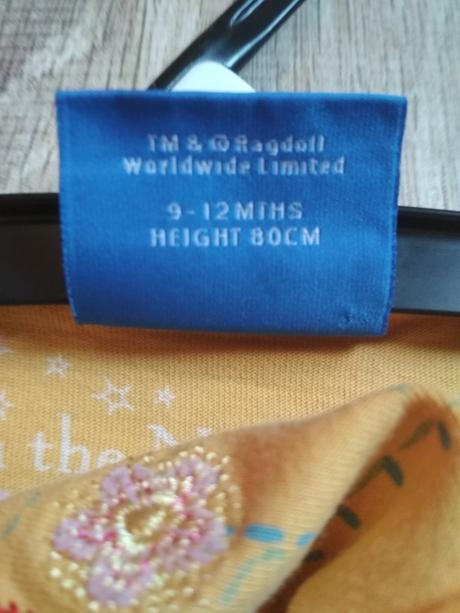 TM & © Ragdoll
Worldwide Limited
9-12 MTHS
HEIGHT 80CM
the